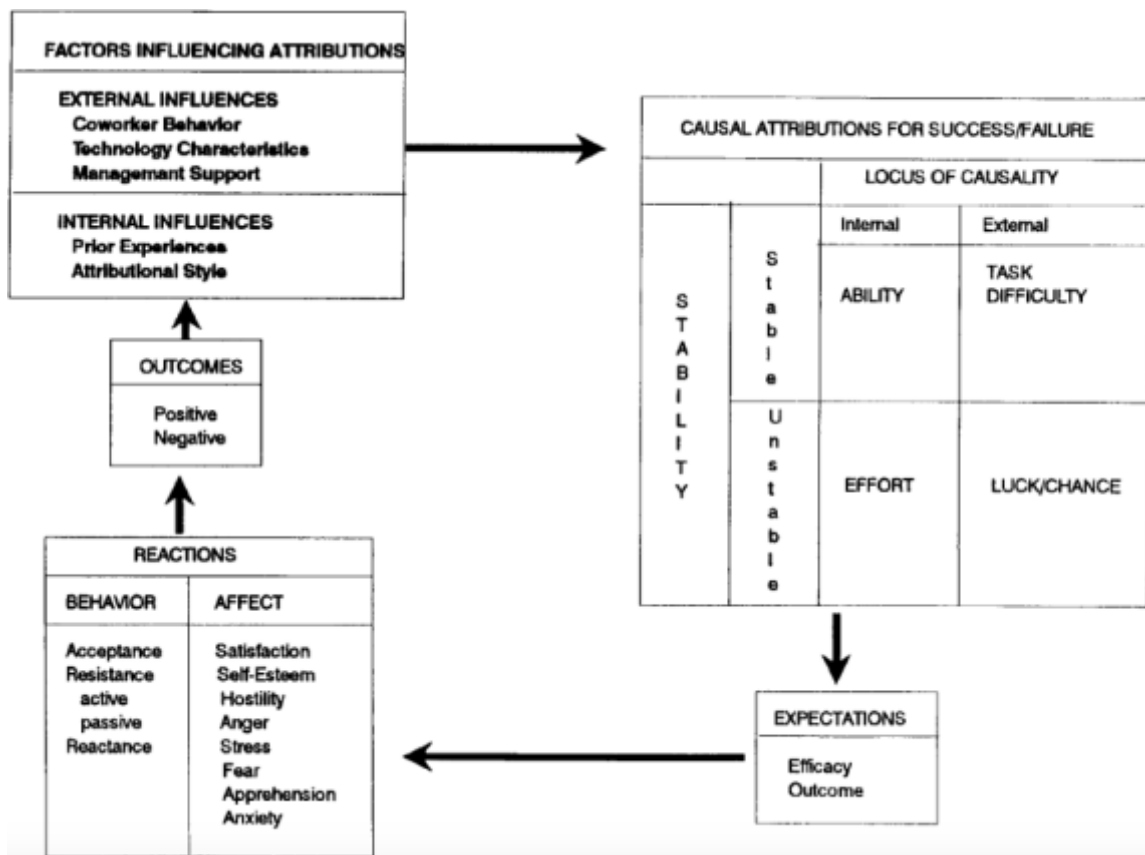 FACTORS INFLUENCING ATTRIBUTIONS
EXTERNAL INFLUENCES
Coworker Behavior
Technology Characteristics
Managemant Support
INTERNAL INFLUENCES
Prior Experiences
Attributional Style
CAUSAL ATTRIBUTIONS FOR SUCCESS/FAILURE
LOCUS OF CAUSALITY
Internal
External
STABILITY
Stable
ABILITY
TASK
DIFFICULTY
Unstable
EFFORT
LUCK/CHANCE
EXPECTATIONS
Efficacy
Outcome
REACTIONS
BEHAVIOR
Acceptance
Resistance
active
passive
Reactance
AFFECT
Satisfaction
Self-Esteem
Hostility
Anger
Stress
Fear
Apprehension
Anxiety
OUTCOMES
Positive
Negative